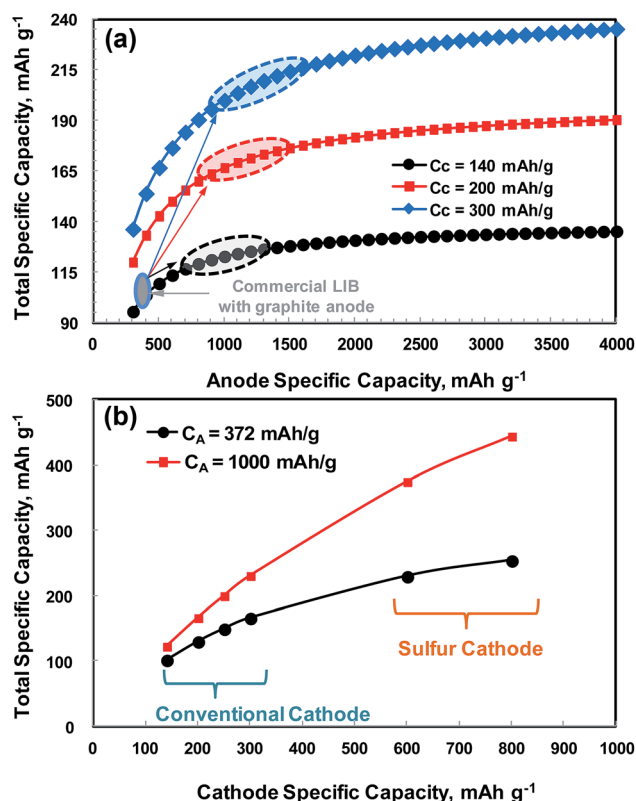 Total Specific Capacity, mAh g⁻¹
240
215
190
165
140
115
90
(a)
Cc = 140 mAh/g
Cc = 200 mAh/g
Cc = 300 mAh/g
Commercial LIB
with graphite anode
0 500 1000 1500 2000 2500 3000 3500 4000
Anode Specific Capacity, mAh g⁻¹
Total Specific Capacity, mAh g⁻¹
500
400
300
200
100
0
(b)
C_A = 372 mAh/g
C_A = 1000 mAh/g
Sulfur Cathode
Conventional Cathode
0 100 200 300 400 500 600 700 800 900 1000
Cathode Specific Capacity, mAh g⁻¹